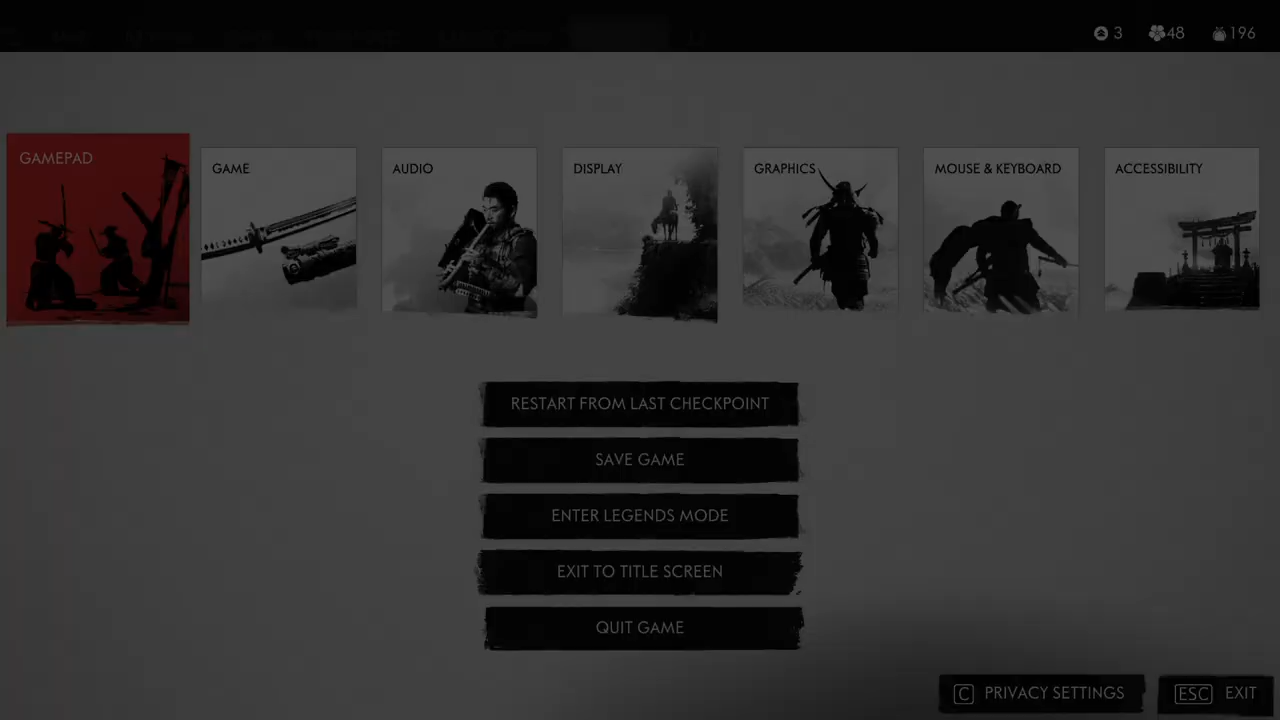 3 48 196
GAMEPAD
GAME
AUDIO
DISPLAY
GRAPHICS
MOUSE & KEYBOARD
ACCESSIBILITY
RESTART FROM LAST CHECKPOINT
SAVE GAME
ENTER LEGENDS MODE
EXIT TO TITLE SCREEN
QUIT GAME
C PRIVACY SETTINGS
ESC EXIT